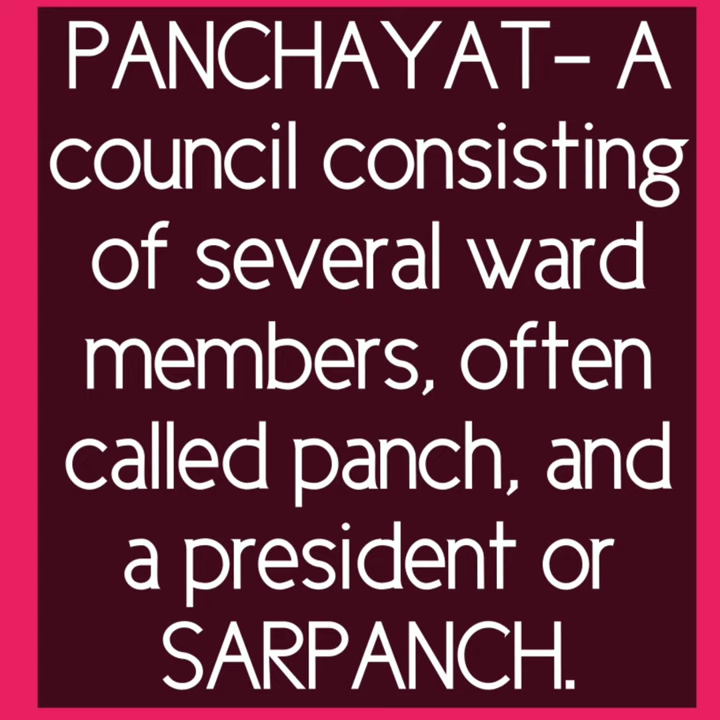 PANCHAYAT- A
council consisting
of several ward
members, often
called panch, and
a president or
SARPANCH.